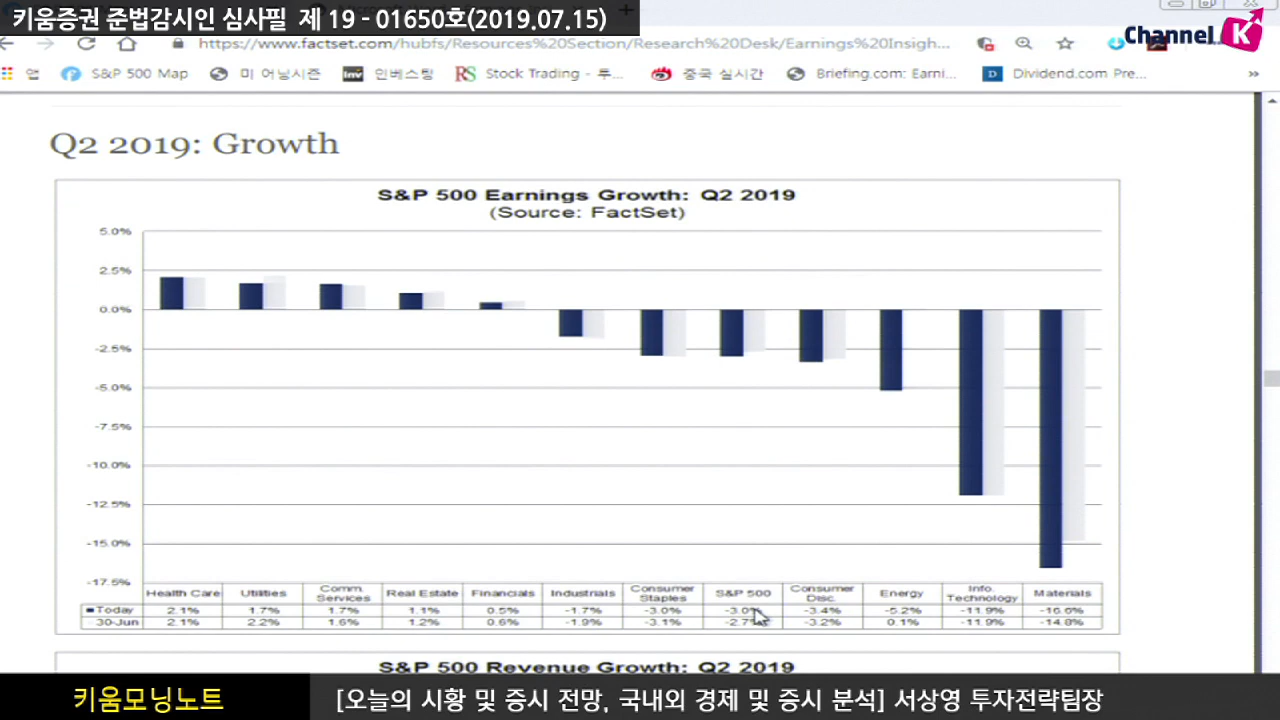 키움증권 준법감시인 심사필 제 19 - 01650호(2019.07.15)
Channel K
https://www.factset.com/hubfs/Resources%20Section/Research%20Desk/Earnings%20Insigh...
앱 S&P 500 Map 미 어닝시즌 Inv 인베스팅 RS Stock Trading - 투... 중국 실시간 Briefing.com: Earni... D Dividend.com Pre... »
Q2 2019: Growth
S&P 500 Earnings Growth: Q2 2019
(Source: FactSet)
5.0%
2.5%
0.0%
-2.5%
-5.0%
-7.5%
-10.0%
-12.5%
-15.0%
-17.5%
Health Care Utilities Comm. Services Real Estate Financials Industrials Consumer Staples S&P 500 Consumer Disc. Energy Info. Technology Materials
Today 2.1% 1.7% 1.7% 1.1% 0.5% -1.7% -3.0% -3.0% -3.4% -5.2% -11.9% -16.6%
30-Jun 2.1% 2.2% 1.6% 1.2% 0.6% -1.9% -3.1% -2.7% -3.2% 0.1% -11.9% -14.8%
S&P 500 Revenue Growth: Q2 2019
키움모닝노트
[오늘의 시황 및 증시 전망, 국내외 경제 및 증시 분석] 서상영 투자전략팀장